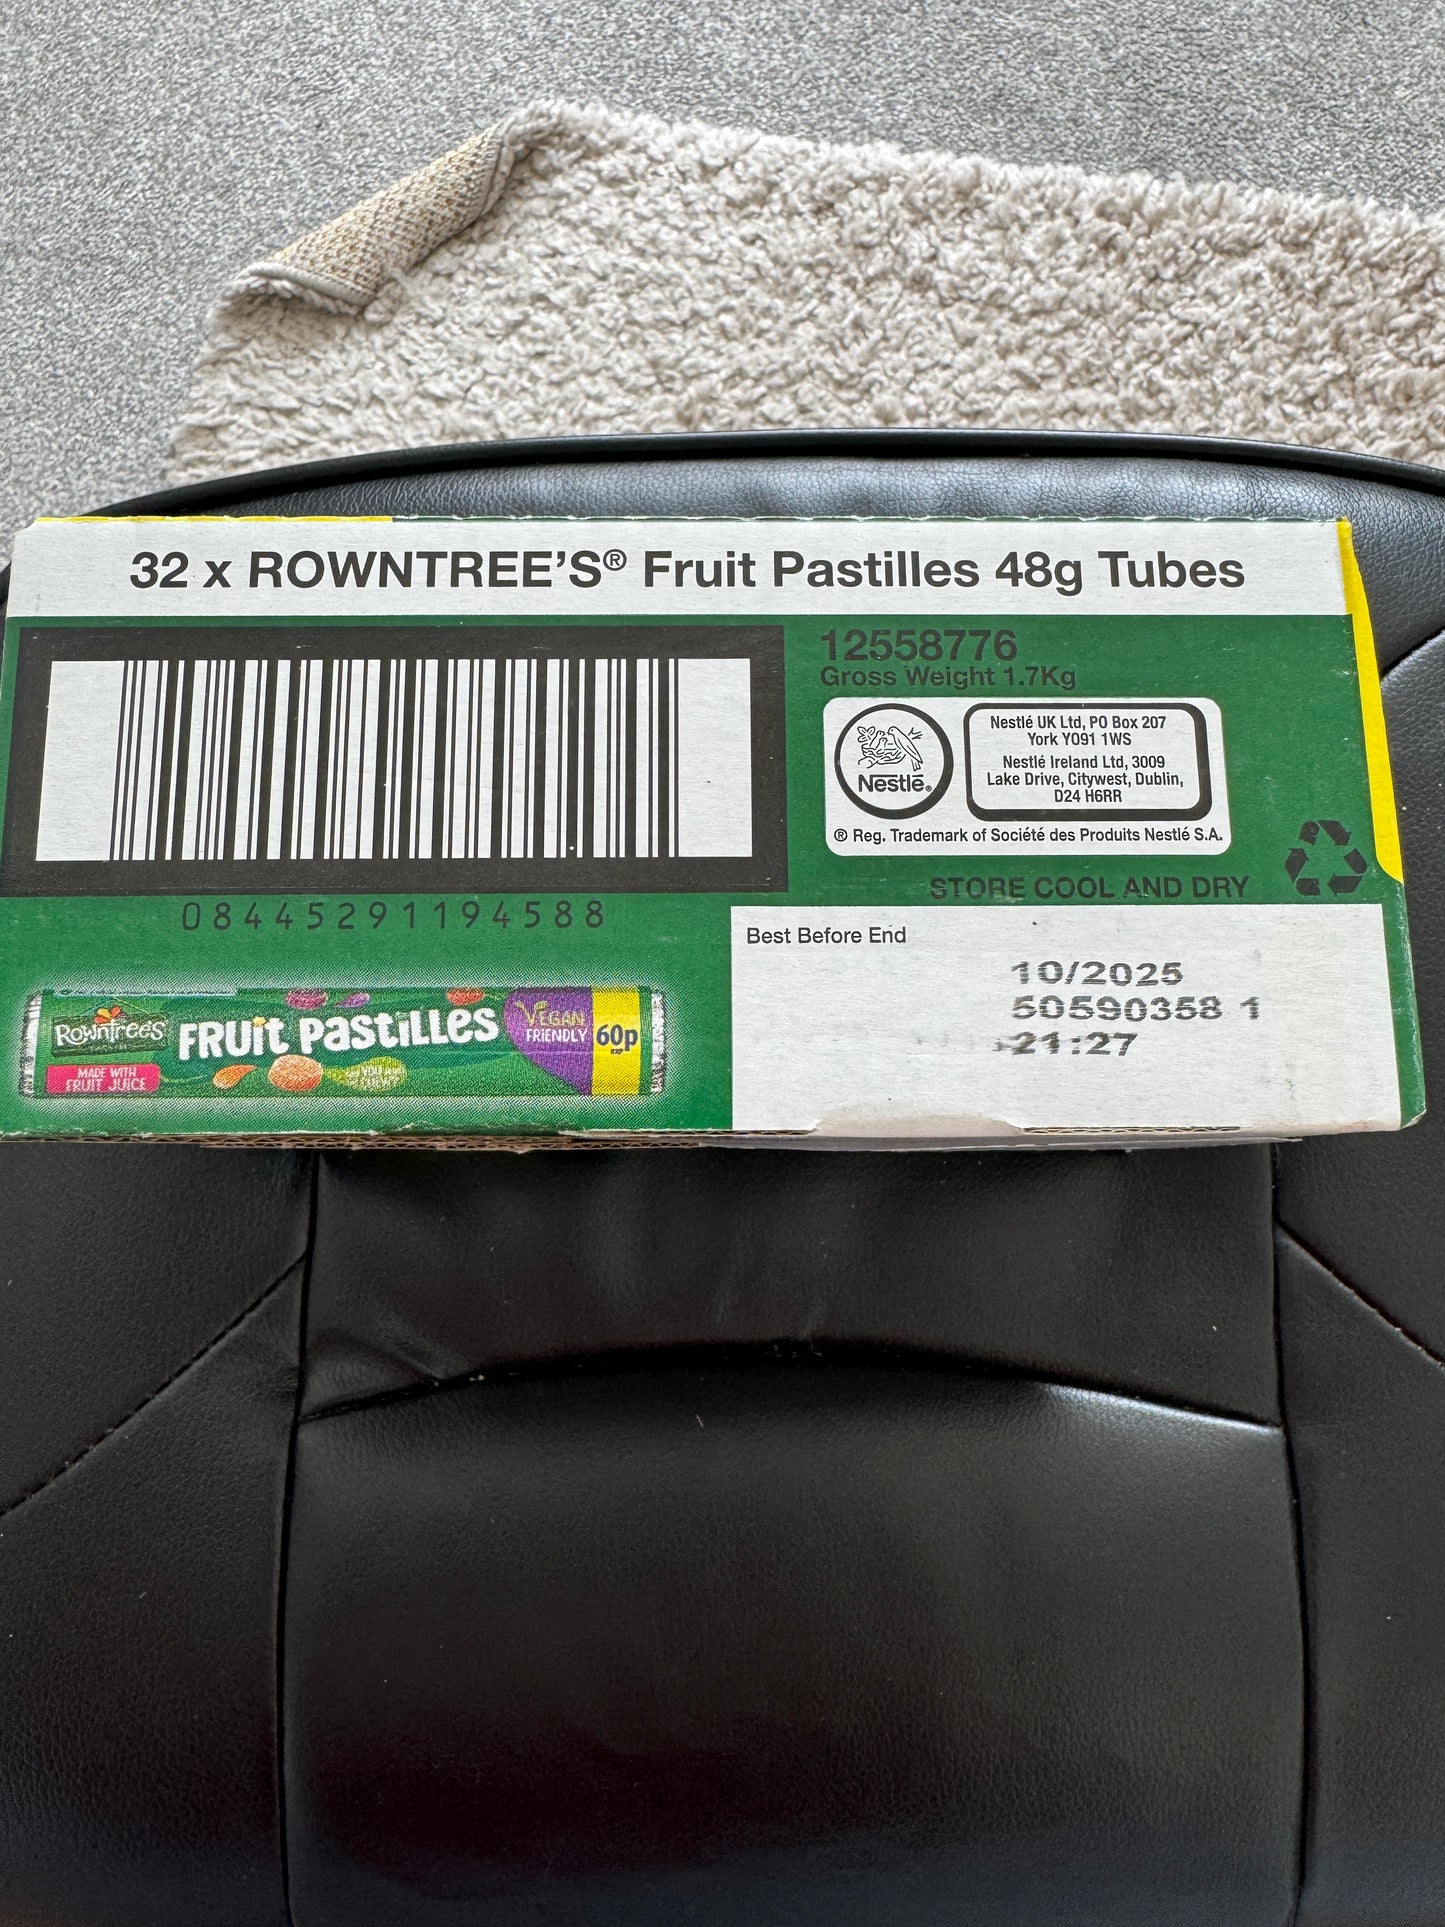 32 x ROWNTREE'S® Fruit Pastilles 48g Tubes
12558776
Gross Weight 1.7Kg
Nestlé®
Nestlé UK Ltd, PO Box 207
York YO91 1WS
Nestlé Ireland Ltd, 3009
Lake Drive, Citywest, Dublin,
D24 H6RR
® Reg. Trademark of Société des Produits Nestlé S.A.
STORE COOL AND DRY
08445291194588
Best Before End
10/2025
50590358 1
21:27
ROWNTREE'S
FRUIT PASTILLES
VEGAN
FRIENDLY
60p
MADE WITH
FRUIT JUICE